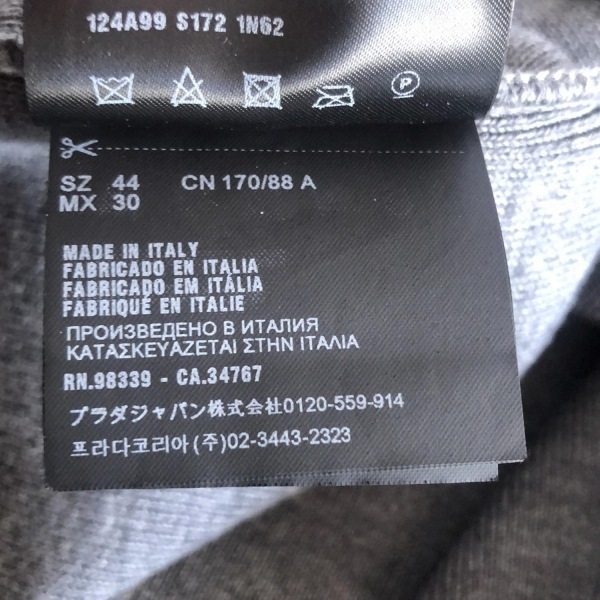 124A99 S172 1N62
P
SZ 44 CN 170/88 A
MX 30
MADE IN ITALY
FABRICADO EN ITALIA
FABRICADO EM ITÁLIA
FABRIQUÉ EN ITALIE
ПРОИЗВЕДЕНО В ИТАЛИЯ
ΚΑΤΑΣΚΕΥΑΖΕΤΑΙ ΣΤΗΝ ΙΤΑΛΙΑ
RN.98339 - CA.34767
プラダジャパン株式会社0120-559-914
프라다코리아(주)02-3443-2323